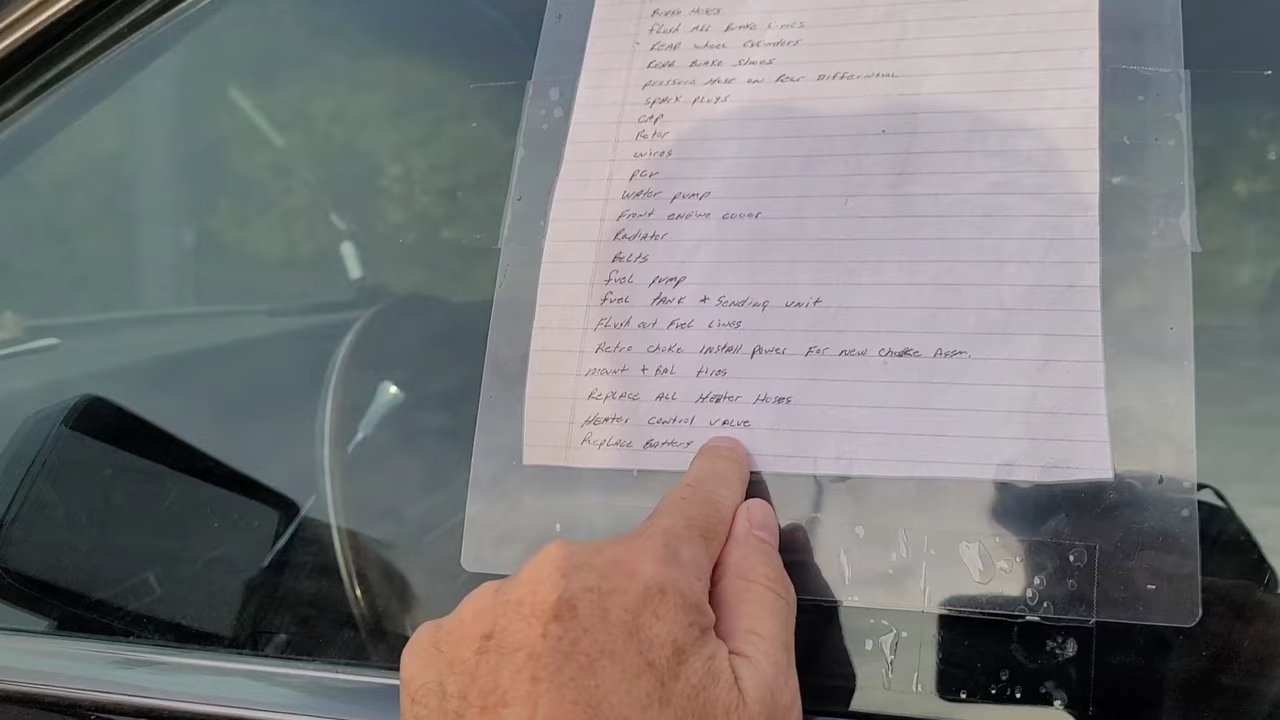 Brake Hoses
flush ALL Brake Lines
REAR wheel Cylinders
REAR BRAKE Shoes
pressure Hose on Rear DIFFERENTIAL
SPARK PLUGS
CAP
Rotor
wires
PCV
WATER pump
Front ENGINE cover
Radiator
Belts
fuel pump
fuel TANK + Sending unit
Flush out Fuel Lines
Retro choke INSTALL power For New Choke Assm.
mount + BAL tires
REPLACE ALL HEATER Hoses
HEATER control VALVE
REPLACE BATTERY